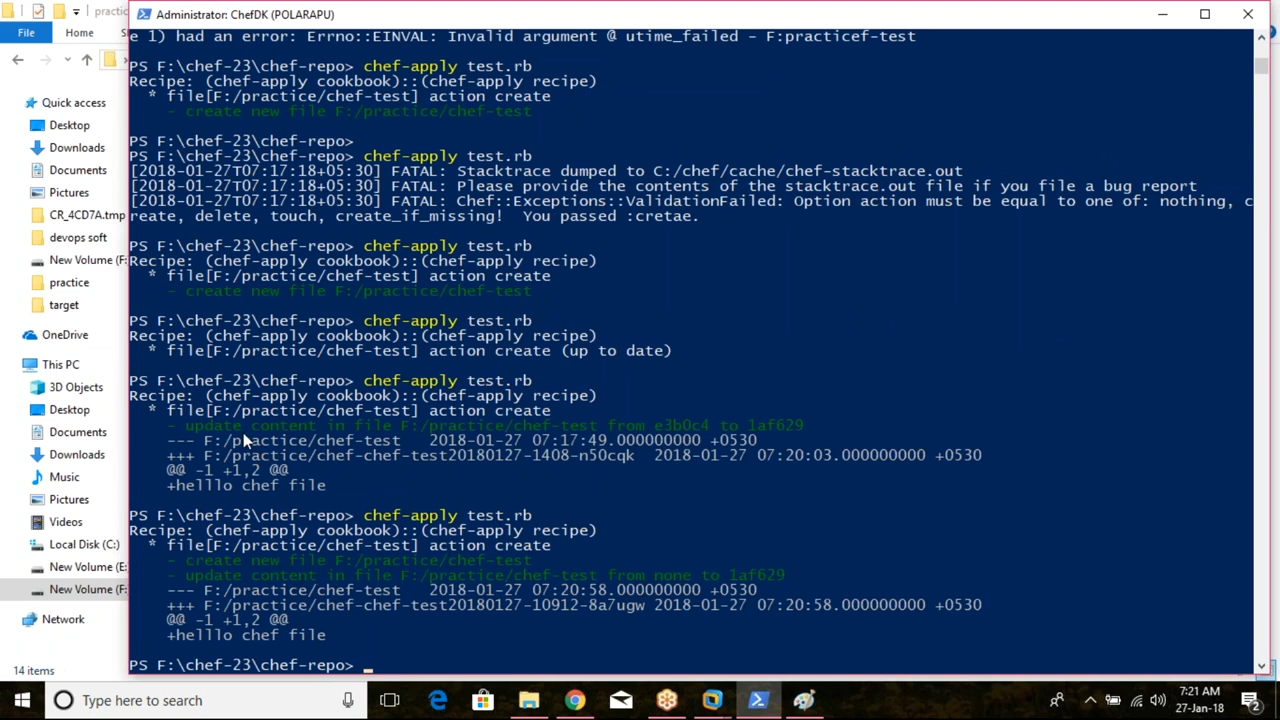 practic
Administrator: ChefDK (POLARAPU)
File
Home
e 1) had an error: Errno::EINVAL: Invalid argument @ utime_failed - F:practicef-test
PS F:\chef-23\chef-repo> chef-apply test.rb
Recipe: (chef-apply cookbook)::(chef-apply recipe)
* file[F:/practice/chef-test] action create
- create new file F:/practice/chef-test
PS F:\chef-23\chef-repo>
PS F:\chef-23\chef-repo> chef-apply test.rb
[2018-01-27T07:17:18+05:30] FATAL: Stacktrace dumped to C:/chef/cache/chef-stacktrace.out
[2018-01-27T07:17:18+05:30] FATAL: Please provide the contents of the stacktrace.out file if you file a bug report
[2018-01-27T07:17:18+05:30] FATAL: Chef::Exceptions::ValidationFailed: Option action must be equal to one of: nothing, c
reate, delete, touch, create_if_missing!  You passed :cretae.
PS F:\chef-23\chef-repo> chef-apply test.rb
Recipe: (chef-apply cookbook)::(chef-apply recipe)
* file[F:/practice/chef-test] action create
- create new file F:/practice/chef-test
PS F:\chef-23\chef-repo> chef-apply test.rb
Recipe: (chef-apply cookbook)::(chef-apply recipe)
* file[F:/practice/chef-test] action create (up to date)
PS F:\chef-23\chef-repo> chef-apply test.rb
Recipe: (chef-apply cookbook)::(chef-apply recipe)
* file[F:/practice/chef-test] action create
- update content in file F:/practice/chef-test from e3b0c4 to 1af629
--- F:/practice/chef-test   2018-01-27 07:17:49.000000000 +0530
+++ F:/practice/chef-chef-test20180127-1408-n50cqk  2018-01-27 07:20:03.000000000 +0530
@@ -1 +1,2 @@
+helllo chef file
PS F:\chef-23\chef-repo> chef-apply test.rb
Recipe: (chef-apply cookbook)::(chef-apply recipe)
* file[F:/practice/chef-test] action create
- create new file F:/practice/chef-test
- update content in file F:/practice/chef-test from none to 1af629
--- F:/practice/chef-test   2018-01-27 07:20:58.000000000 +0530
+++ F:/practice/chef-chef-test20180127-10912-8a7ugw 2018-01-27 07:20:58.000000000 +0530
@@ -1 +1,2 @@
+helllo chef file
PS F:\chef-23\chef-repo>
Quick access
Desktop
Downloads
Documents
Pictures
CR_4CD7A.tmp
devops soft
New Volume (F:
practice
target
OneDrive
This PC
3D Objects
Desktop
Documents
Downloads
Music
Pictures
Videos
Local Disk (C:)
New Volume (E:
New Volume (F:
Network
14 items
Type here to search
7:21 AM
27-Jan-18
2